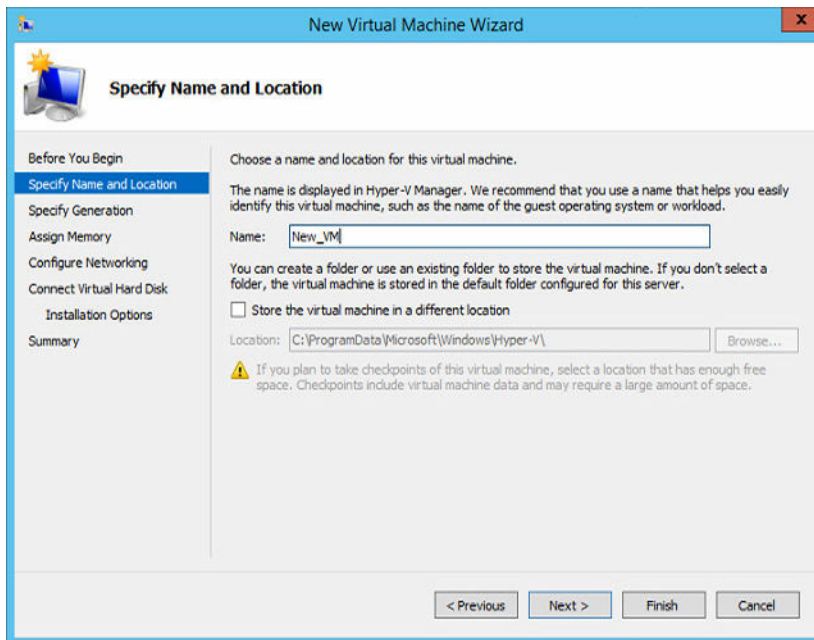 New Virtual Machine Wizard
x
Specify Name and Location
Before You Begin
Specify Name and Location
Specify Generation
Assign Memory
Configure Networking
Connect Virtual Hard Disk
Installation Options
Summary
Choose a name and location for this virtual machine.
The name is displayed in Hyper-V Manager. We recommend that you use a name that helps you easily
identify this virtual machine, such as the name of the guest operating system or workload.
Name: New_VM
You can create a folder or use an existing folder to store the virtual machine. If you don't select a
folder, the virtual machine is stored in the default folder configured for this server.
Store the virtual machine in a different location
Location: C:\ProgramData\Microsoft\Windows\Hyper-V\ Browse...
If you plan to take checkpoints of this virtual machine, select a location that has enough free
space. Checkpoints include virtual machine data and may require a large amount of space.
< Previous Next > Finish Cancel